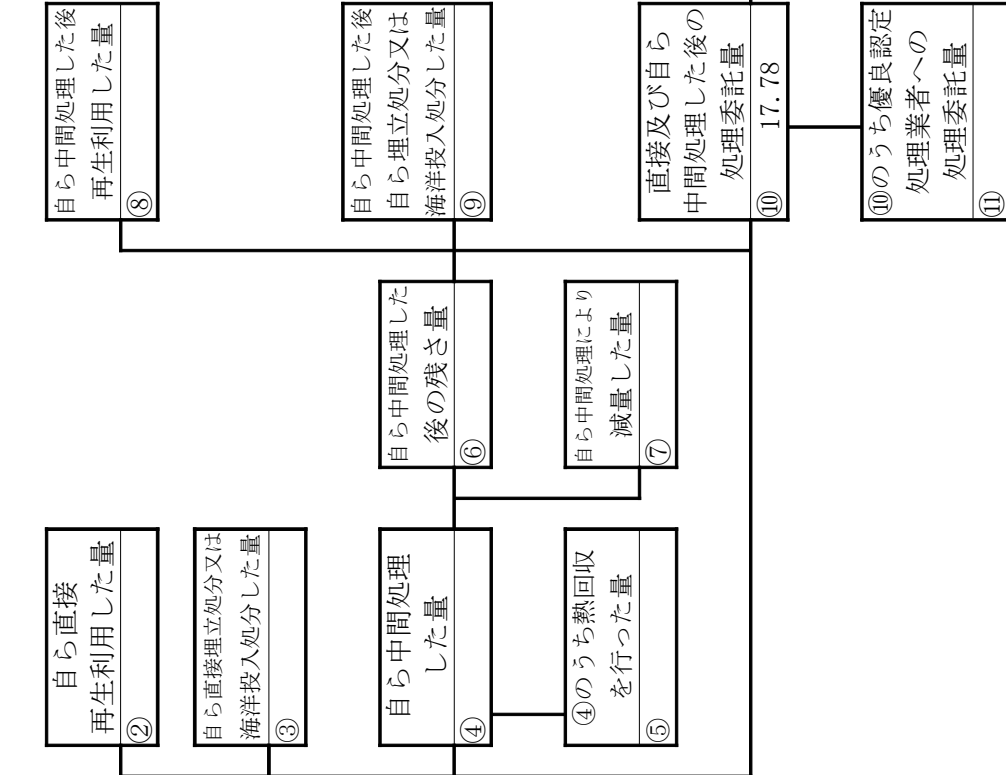 自ら直接
再生利用した量
②
自ら直接埋立処分又は
海洋投入処分した量
③
自ら中間処理
した量
④
④のうち熱回収
を行った量
⑤
自ら中間処理した
後の残さ量
⑥
自ら中間処理により
減量した量
⑦
自ら中間処理した後
再生利用した量
⑧
自ら中間処理した後
自ら埋立処分又は
海洋投入処分した量
⑨
直接及び自ら
中間処理した後の
処理委託量
⑩ 17.78
⑩のうち優良認定
処理業者への
処理委託量
⑪